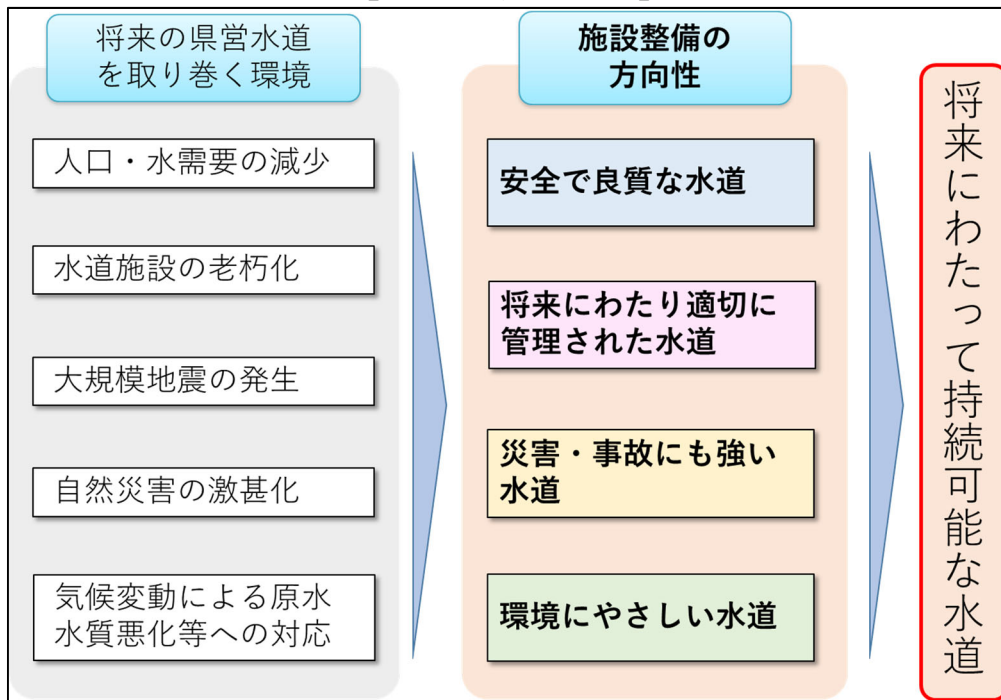 将来の県営水道
を取り巻く環境
人口・水需要の減少
水道施設の老朽化
大規模地震の発生
自然災害の激甚化
気候変動による原水
水質悪化等への対応
施設整備の
方向性
安全で良質な水道
将来にわたり適切に
管理された水道
災害・事故にも強い
水道
環境にやさしい水道
将来にわたって持続可能な水道